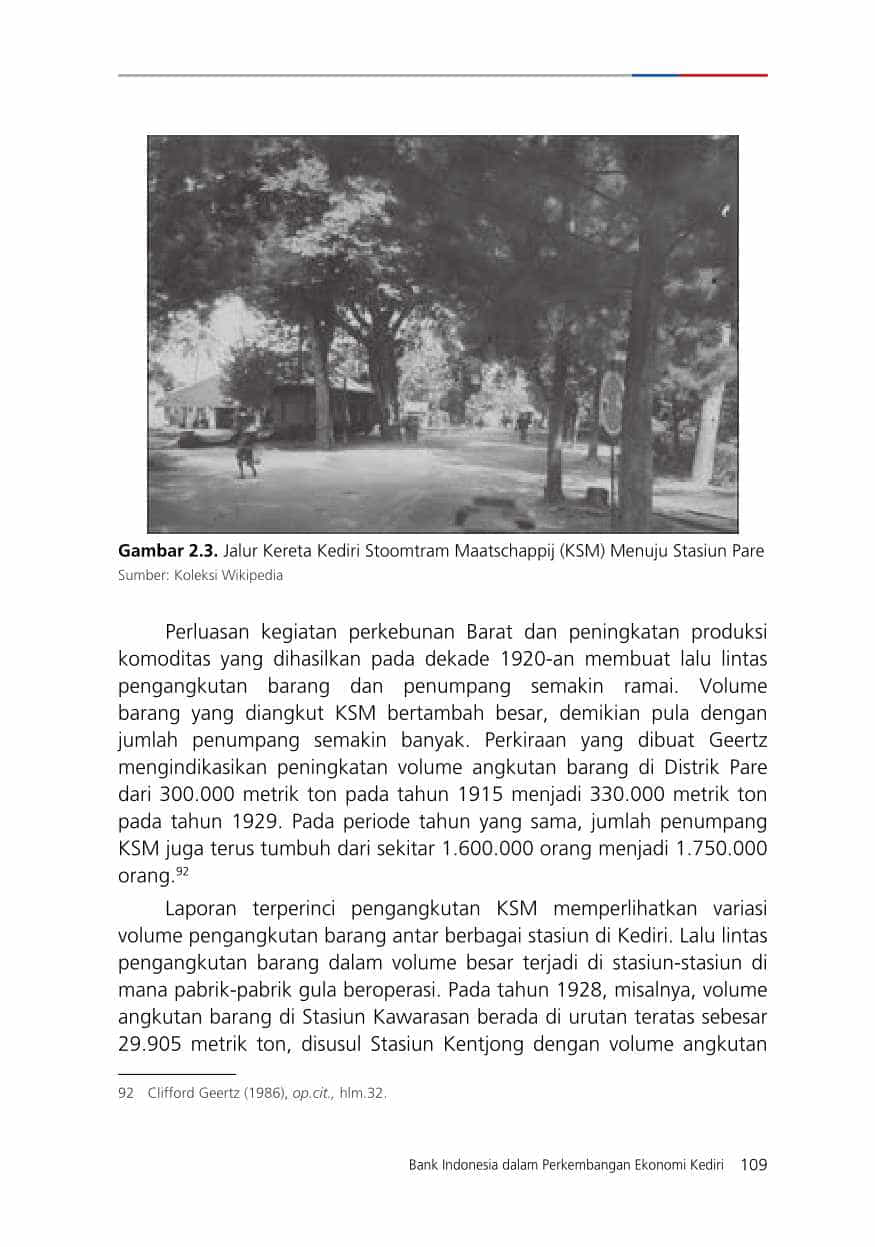 Gambar 2.3. Jalur Kereta Kediri Stoomtram Maatschappij (KSM) Menuju Stasiun Pare
Sumber: Koleksi Wikipedia
Perluasan kegiatan perkebunan Barat dan peningkatan produksi
komoditas yang dihasilkan pada dekade 1920-an membuat lalu lintas
pengangkutan barang dan penumpang semakin ramai. Volume
barang yang diangkut KSM bertambah besar, demikian pula dengan
jumlah penumpang semakin banyak. Perkiraan yang dibuat Geertz
mengindikasikan peningkatan volume angkutan barang di Distrik Pare
dari 300.000 metrik ton pada tahun 1915 menjadi 330.000 metrik ton
pada tahun 1929. Pada periode tahun yang sama, jumlah penumpang
KSM juga terus tumbuh dari sekitar 1.600.000 orang menjadi 1.750.000
orang.92
Laporan terperinci pengangkutan KSM memperlihatkan variasi
volume pengangkutan barang antar berbagai stasiun di Kediri. Lalu lintas
pengangkutan barang dalam volume besar terjadi di stasiun-stasiun di
mana pabrik-pabrik gula beroperasi. Pada tahun 1928, misalnya, volume
angkutan barang di Stasiun Kawarasan berada di urutan teratas sebesar
29.905 metrik ton, disusul Stasiun Kentjong dengan volume angkutan
92 Clifford Geertz (1986), op.cit., hlm.32.
Bank Indonesia dalam Perkembangan Ekonomi Kediri 109